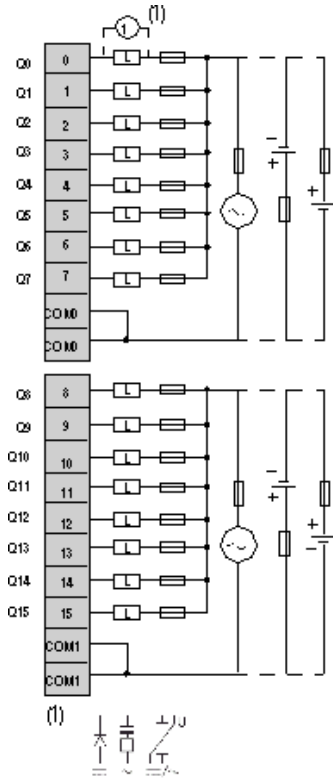 1 (1)
Q0 0 L
Q1 1 L
Q2 2 L
Q3 3 L
Q4 4 L
Q5 5 L
Q6 6 L
Q7 7 L
COM0
COM0
Q8 8 L
Q9 9 L
Q10 10 L
Q11 11 L
Q12 12 L
Q13 13 L
Q14 14 L
Q15 15 L
COM1
COM1
(1)
U